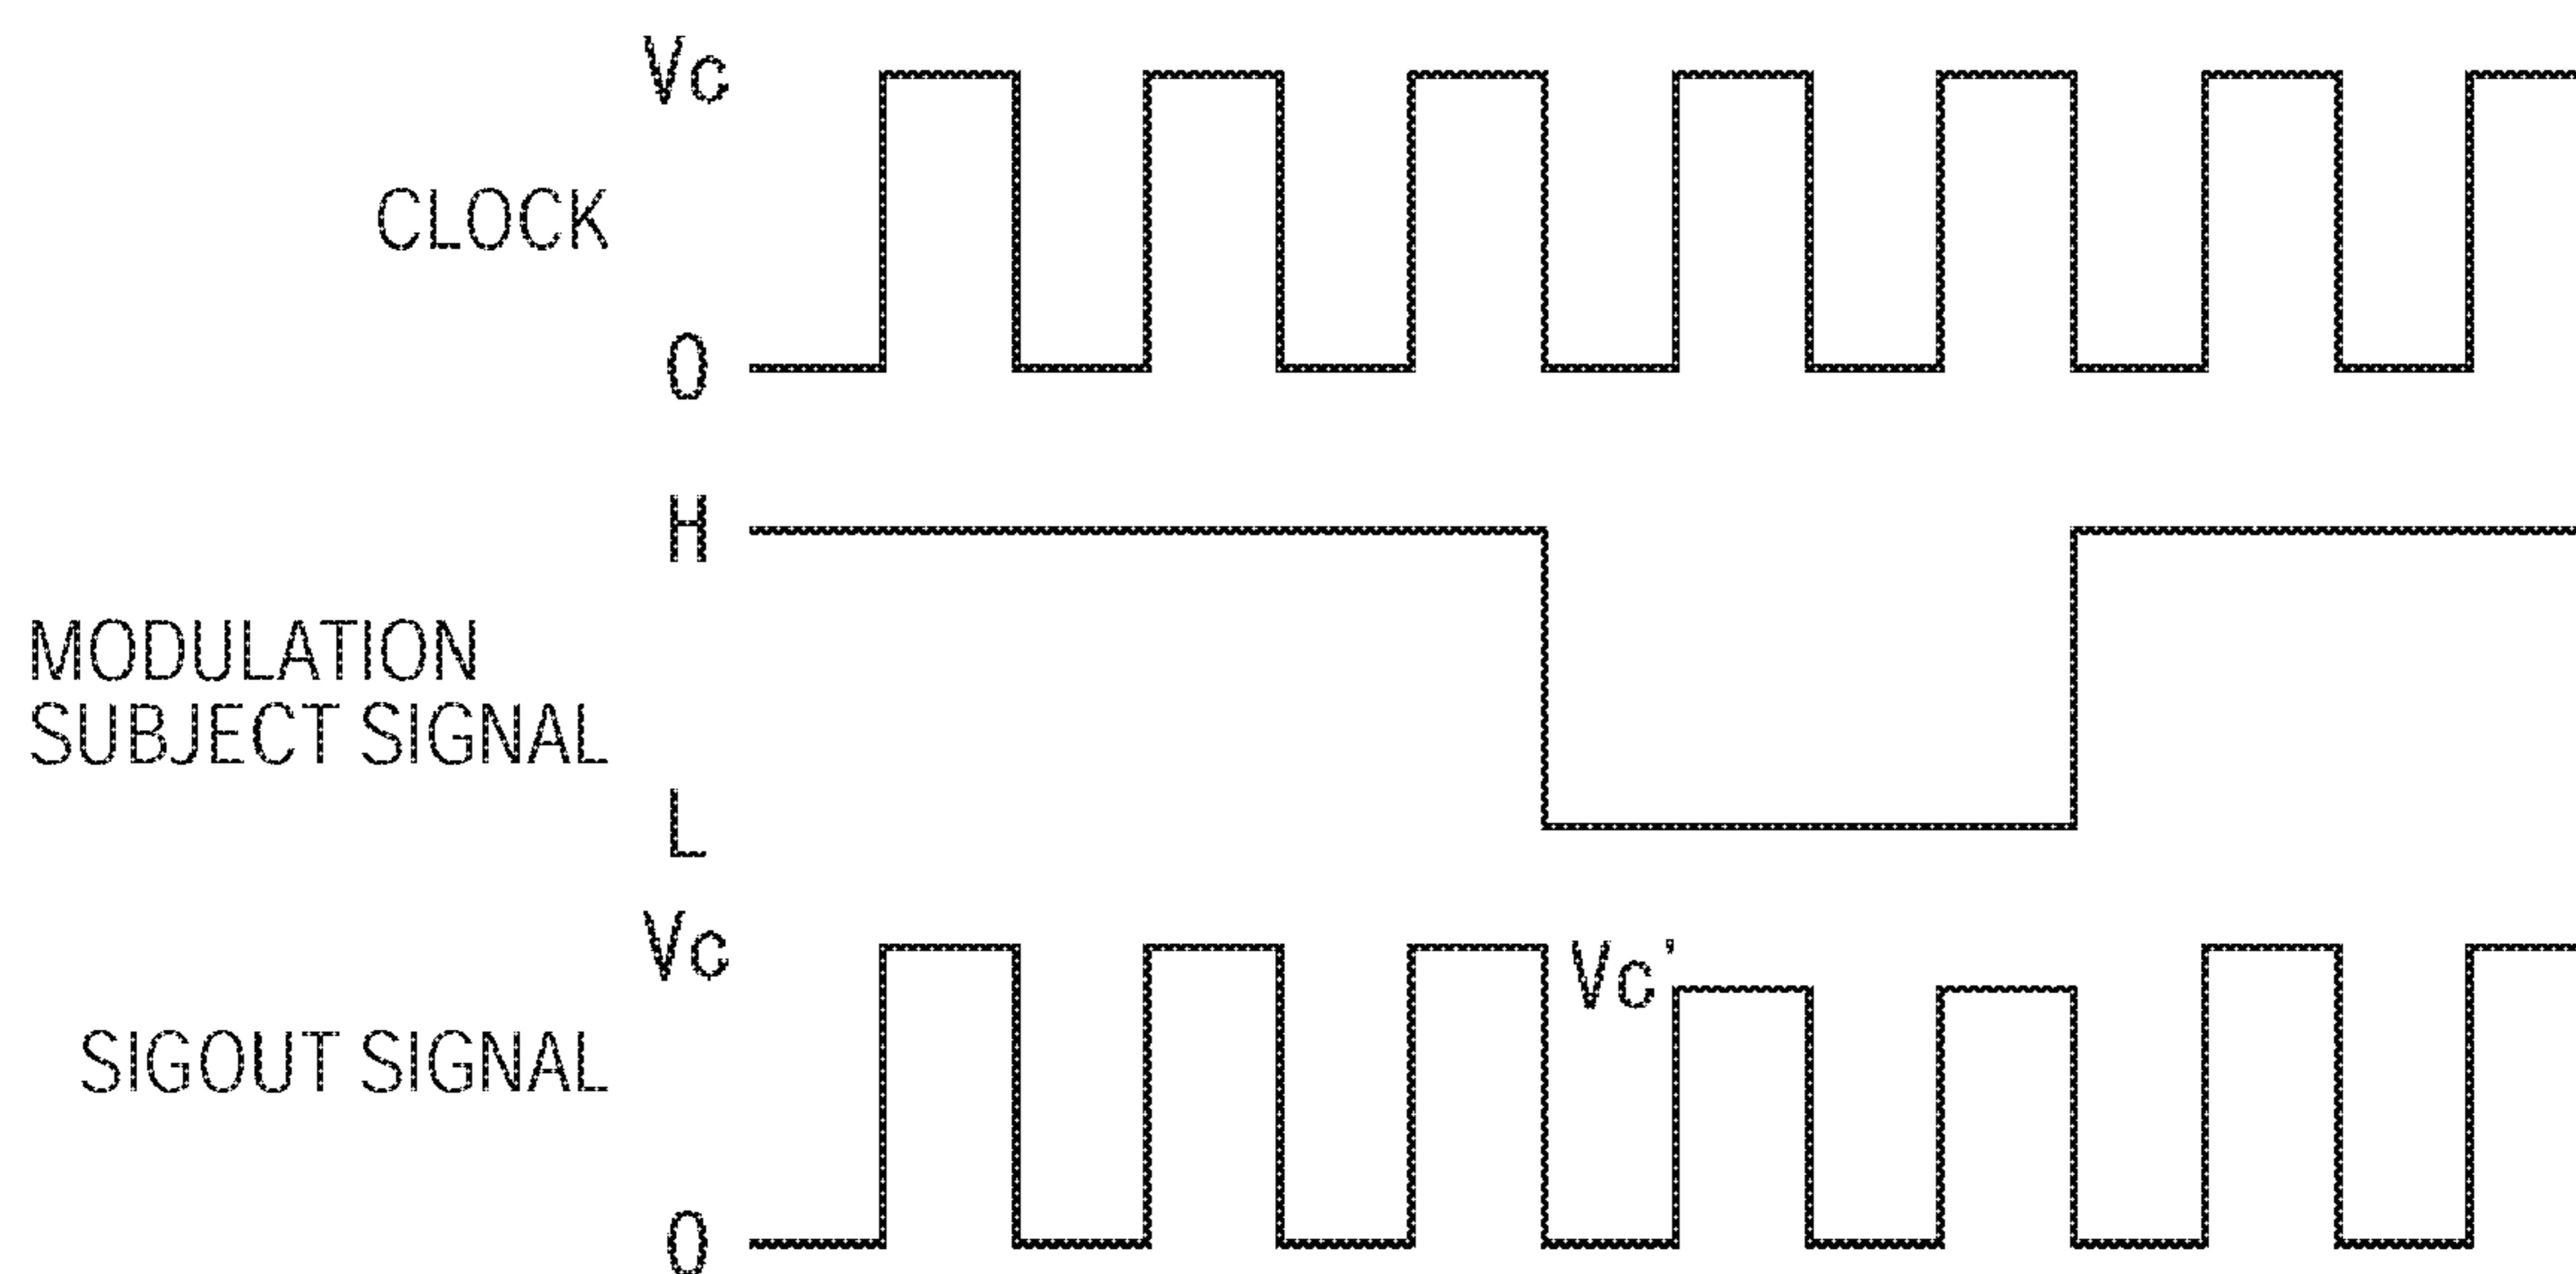 Vc
CLOCK
0
H
MODULATION
SUBJECT SIGNAL
L
Vc
Vc'
SIGOUT SIGNAL
0